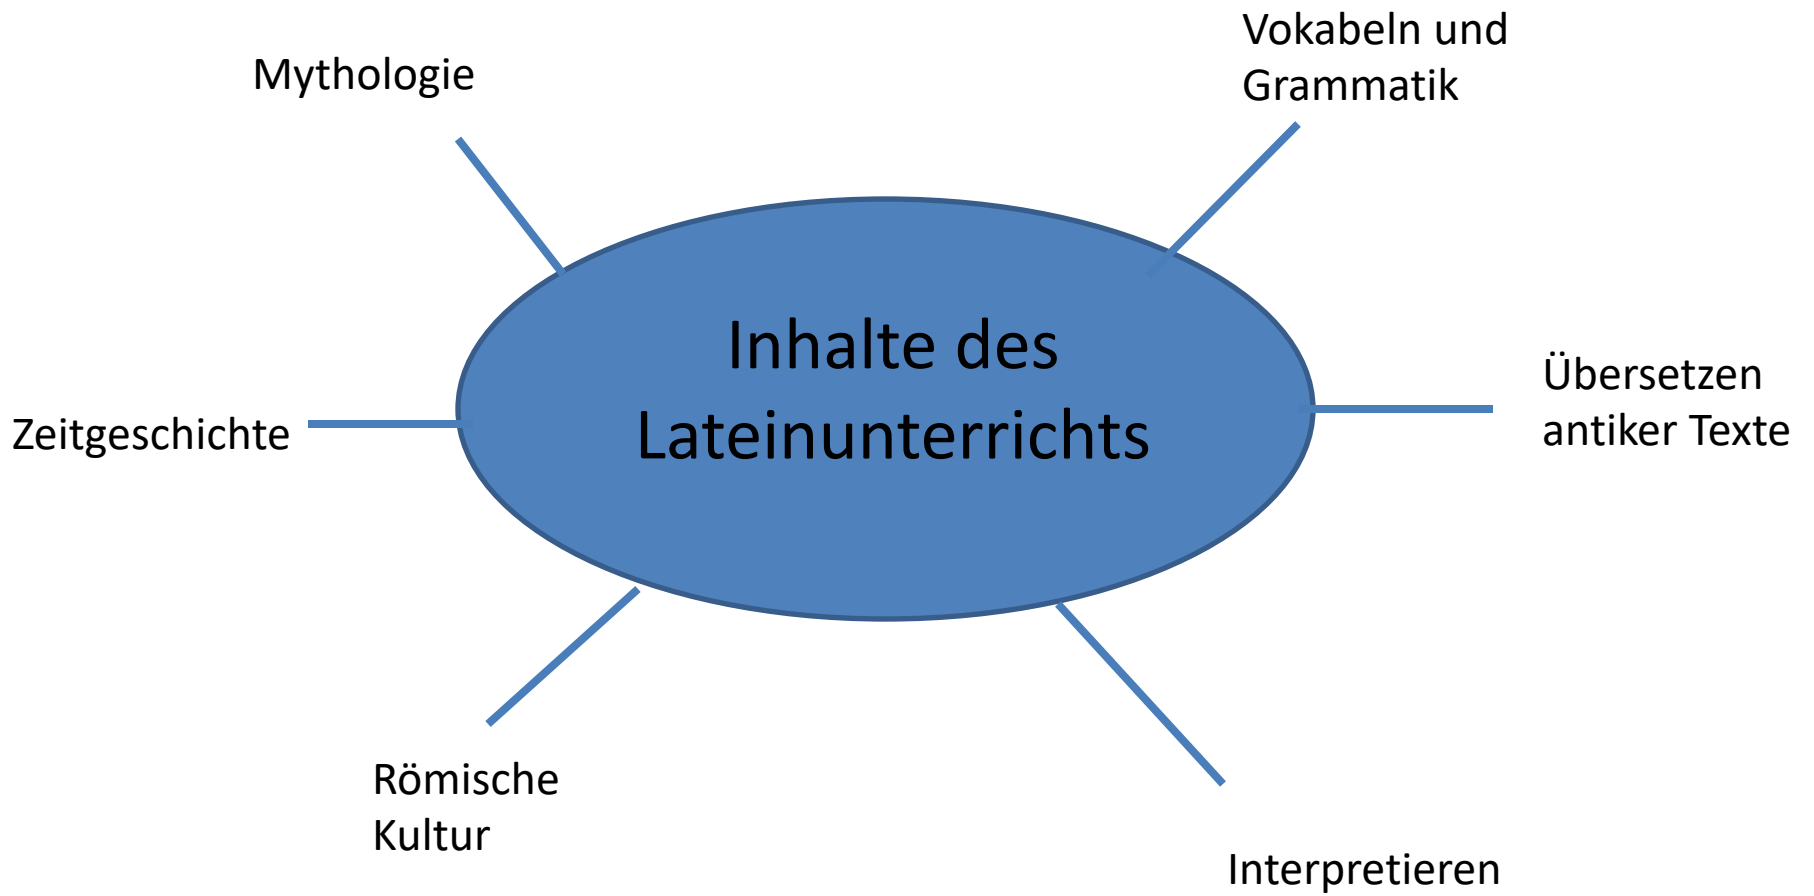 Vokabeln und
Grammatik
Mythologie
Inhalte des
Lateinunterrichts
Übersetzen
antiker Texte
Zeitgeschichte
Römische
Kultur
Interpretieren